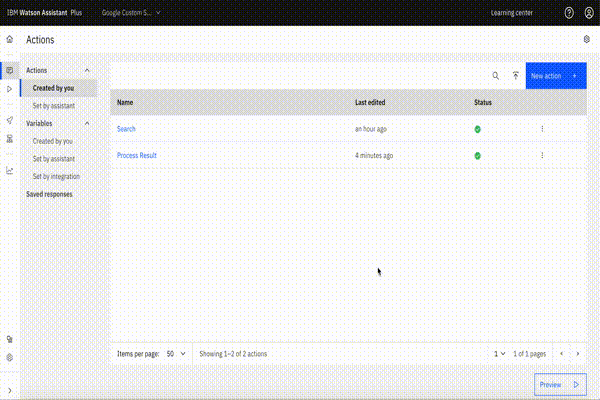 IBM Watson Assistant Plus Google Custom S... Learning center
Actions
Actions
Created by you
Set by assistant
Variables
Created by you
Set by assistant
Set by integration
Saved responses
New action +
Name Last edited Status
Search an hour ago
Process Result 4 minutes ago
Items per page: 50 Showing 1–2 of 2 actions 1 1 of 1 pages
Preview